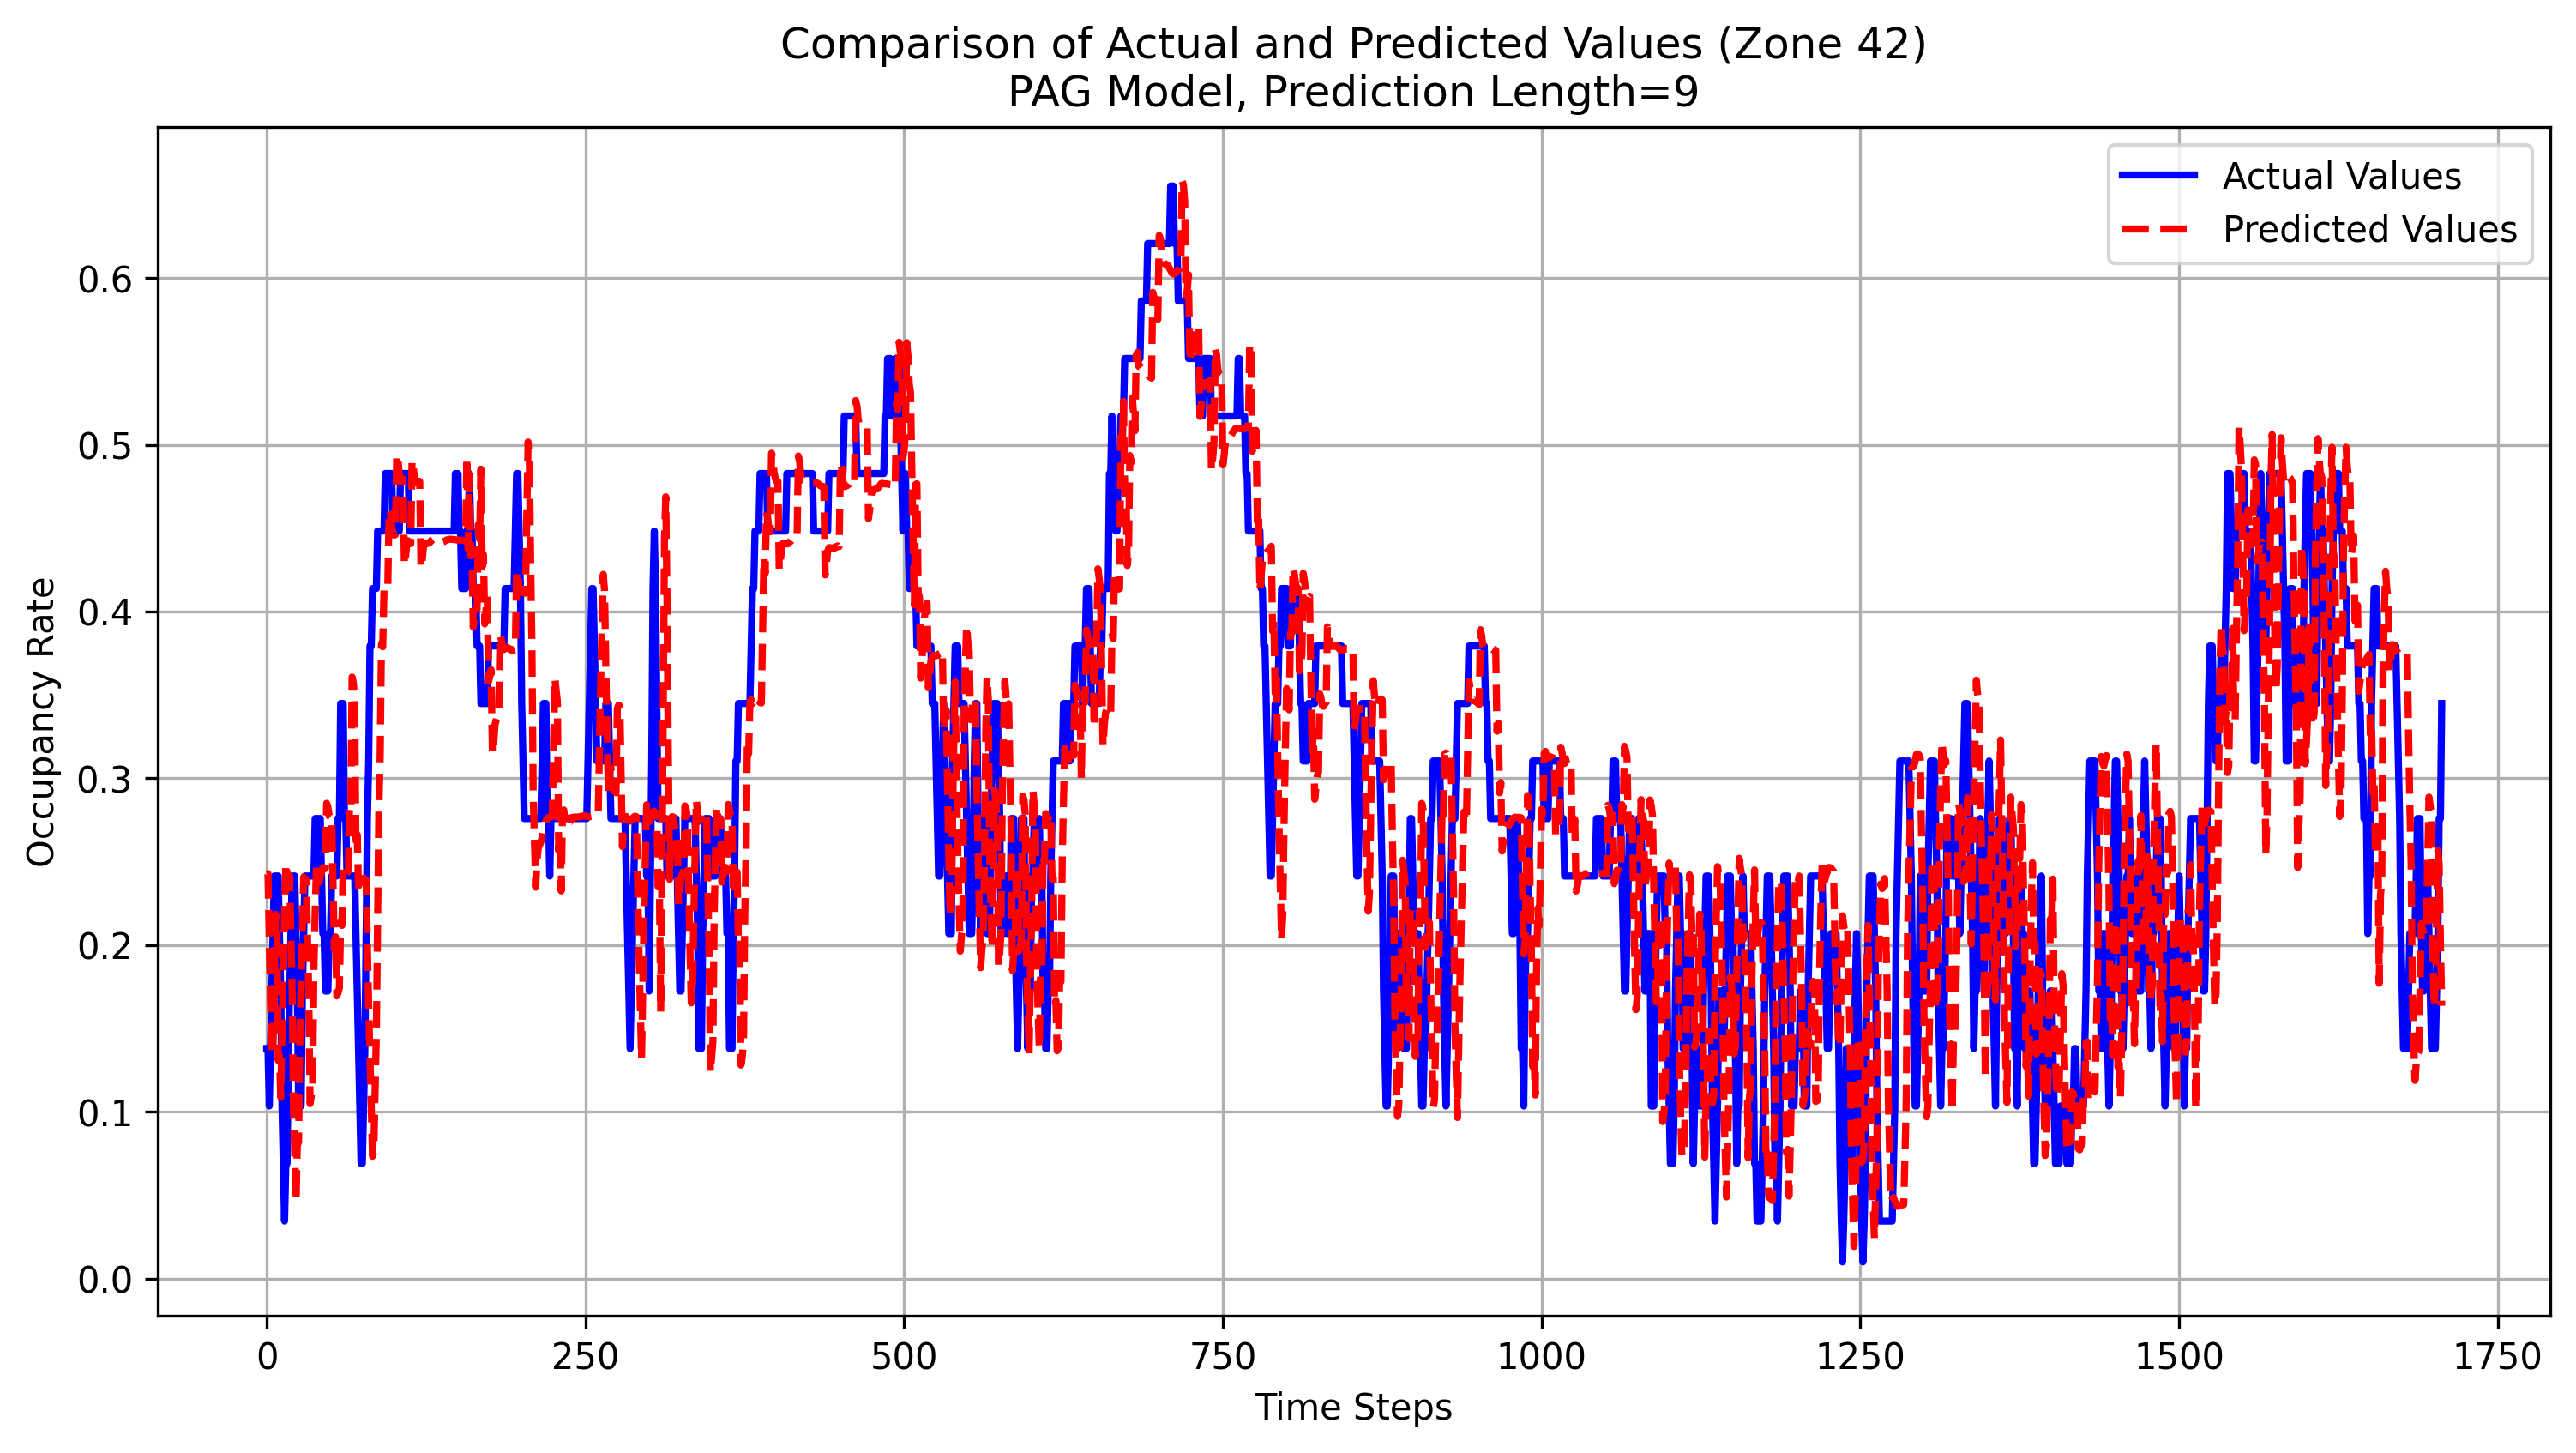 Comparison of Actual and Predicted Values (Zone 42)
PAG Model, Prediction Length=9
Actual Values
Predicted Values
Occupancy Rate
0.6
0.5
0.4
0.3
0.2
0.1
0.0
0 250 500 750 1000 1250 1500 1750
Time Steps